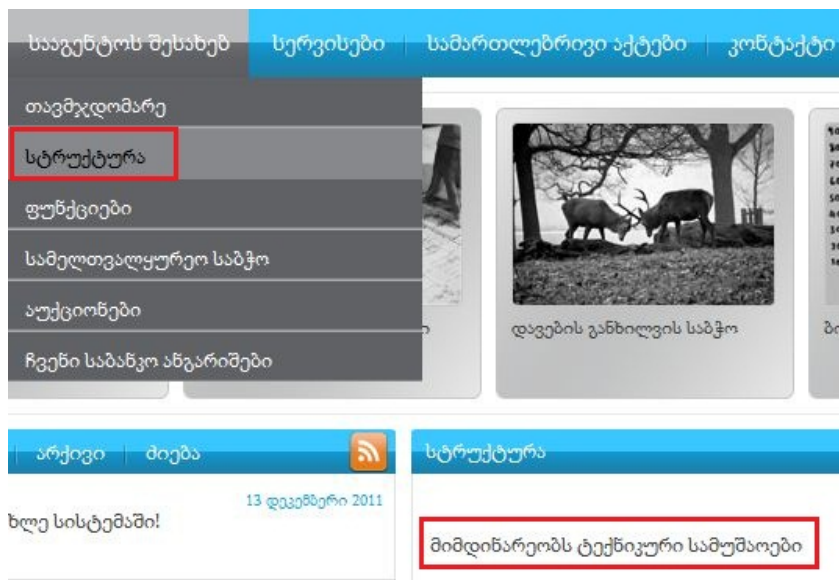 სააგენტოს შესახებ
სერვისები
სამართლებრივი აქტები
კონტაქტი
თავმჯდომარე
სტრუქტურა
ფუნქციები
სამეთვალყურეო საბჭო
აუქციონები
ჩვენი საბანკო ანგარიშები
დავების განხილვის საბჭო
არქივი
ძიება
სტრუქტურა
13 დეკემბერი 2011
სისტემაში!
მიმდინარეობს ტექნიკური სამუშაოები